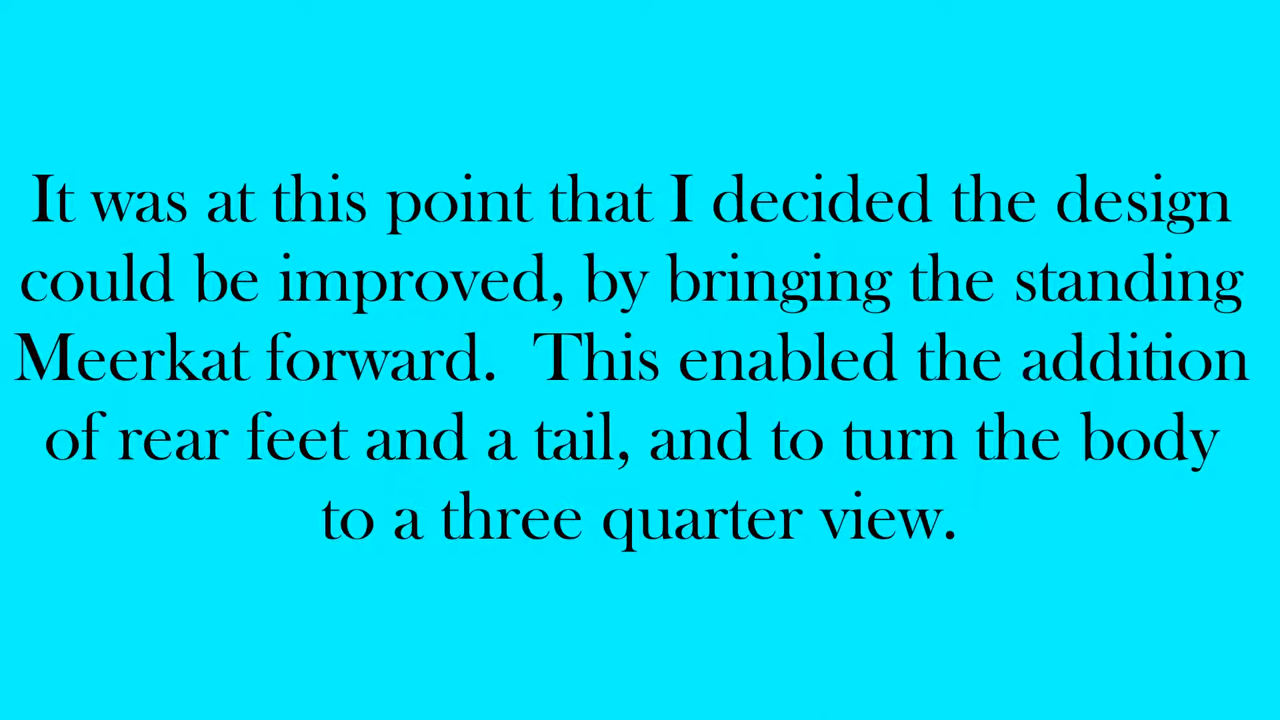 It was at this point that I decided the design
could be improved, by bringing the standing
Meerkat forward.  This enabled the addition
of rear feet and a tail, and to turn the body
to a three quarter view.